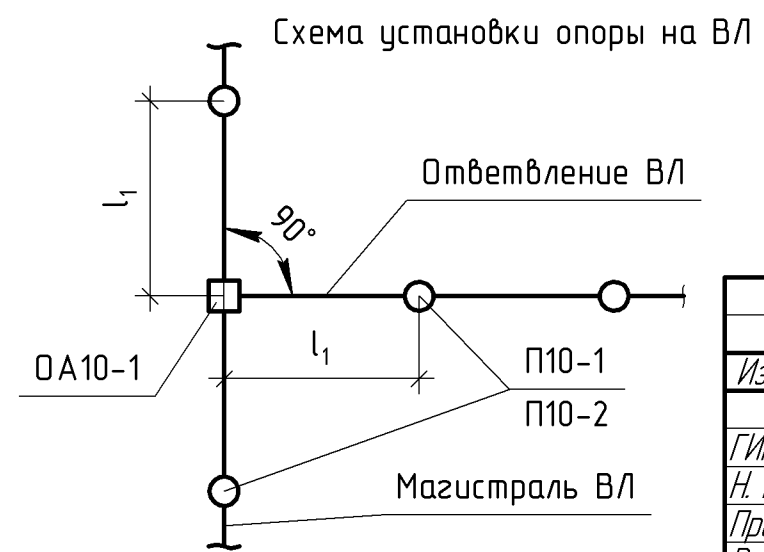 Схема установки опоры на ВЛ
Ответвление ВЛ
l₁
90°
ОА10-1
l₁
П10-1
П10-2
Магистраль ВЛ
Н.